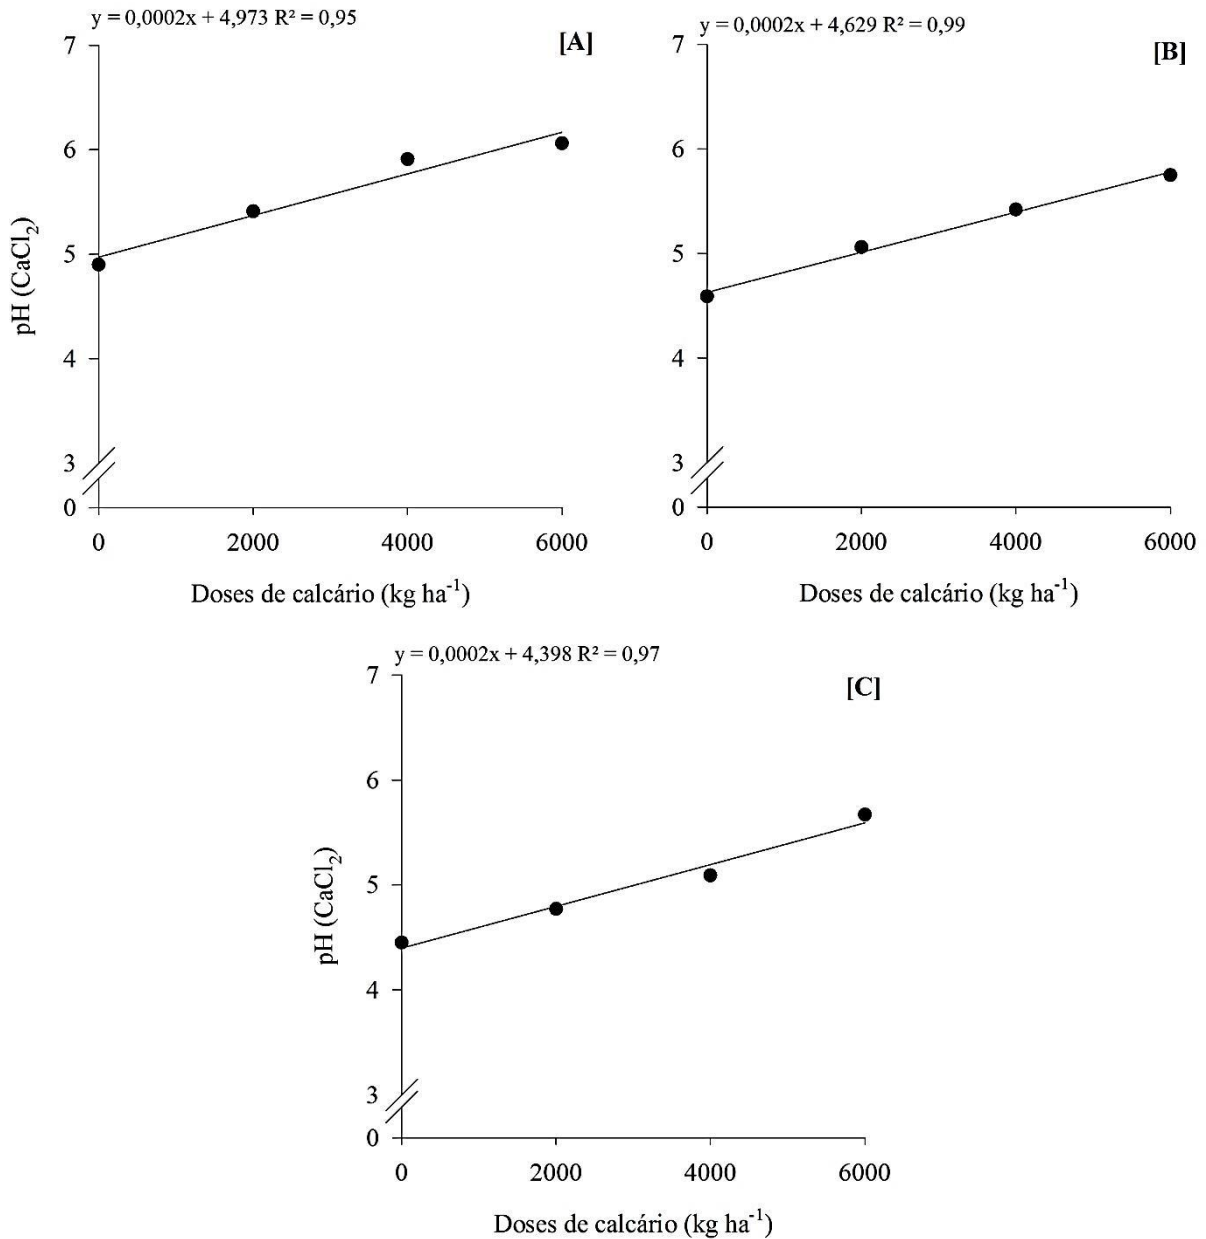 y = 0,0002x + 4,973 R² = 0,95
[A]
7
6
5
4
3
0
pH (CaCl₂)
0 2000 4000 6000
Doses de calcário (kg ha⁻¹)
y = 0,0002x + 4,629 R² = 0,99
[B]
7
6
5
4
3
0
0 2000 4000 6000
Doses de calcário (kg ha⁻¹)
y = 0,0002x + 4,398 R² = 0,97
[C]
7
6
5
4
3
0
pH (CaCl₂)
0 2000 4000 6000
Doses de calcário (kg ha⁻¹)